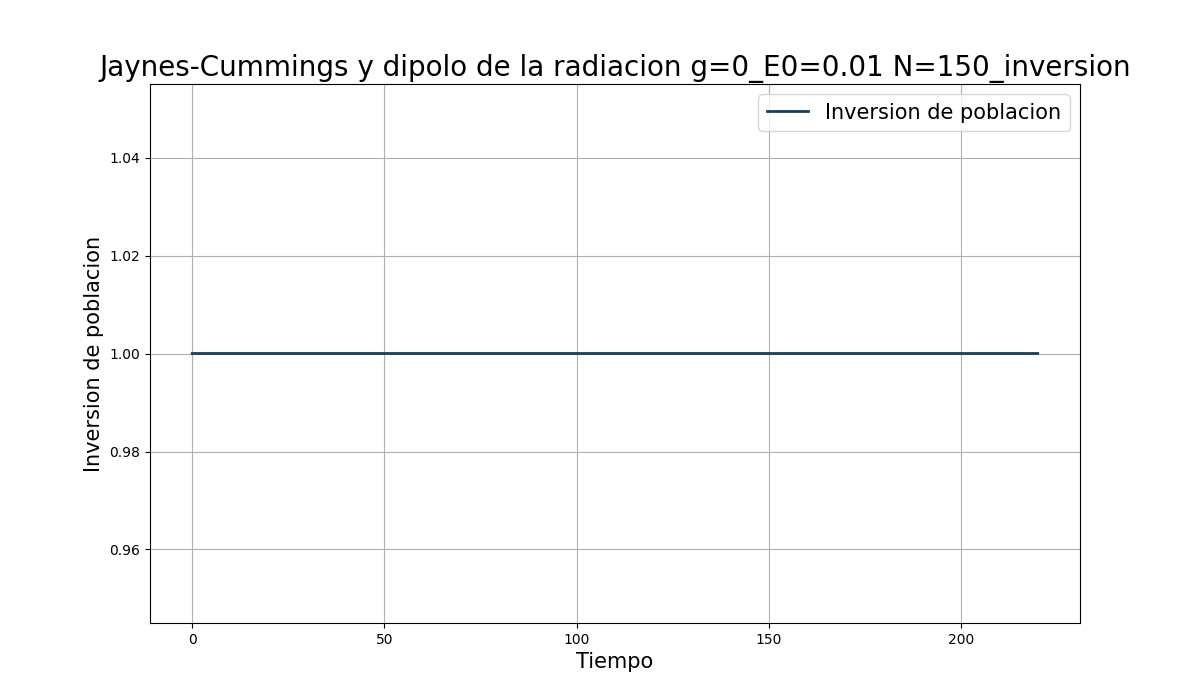 Jaynes-Cummings y dipolo de la radiacion g=0_E0=0.01 N=150_inversion
Inversion de poblacion
1.04
1.02
1.00
0.98
0.96
Inversion de poblacion
0
50
100
150
200
Tiempo